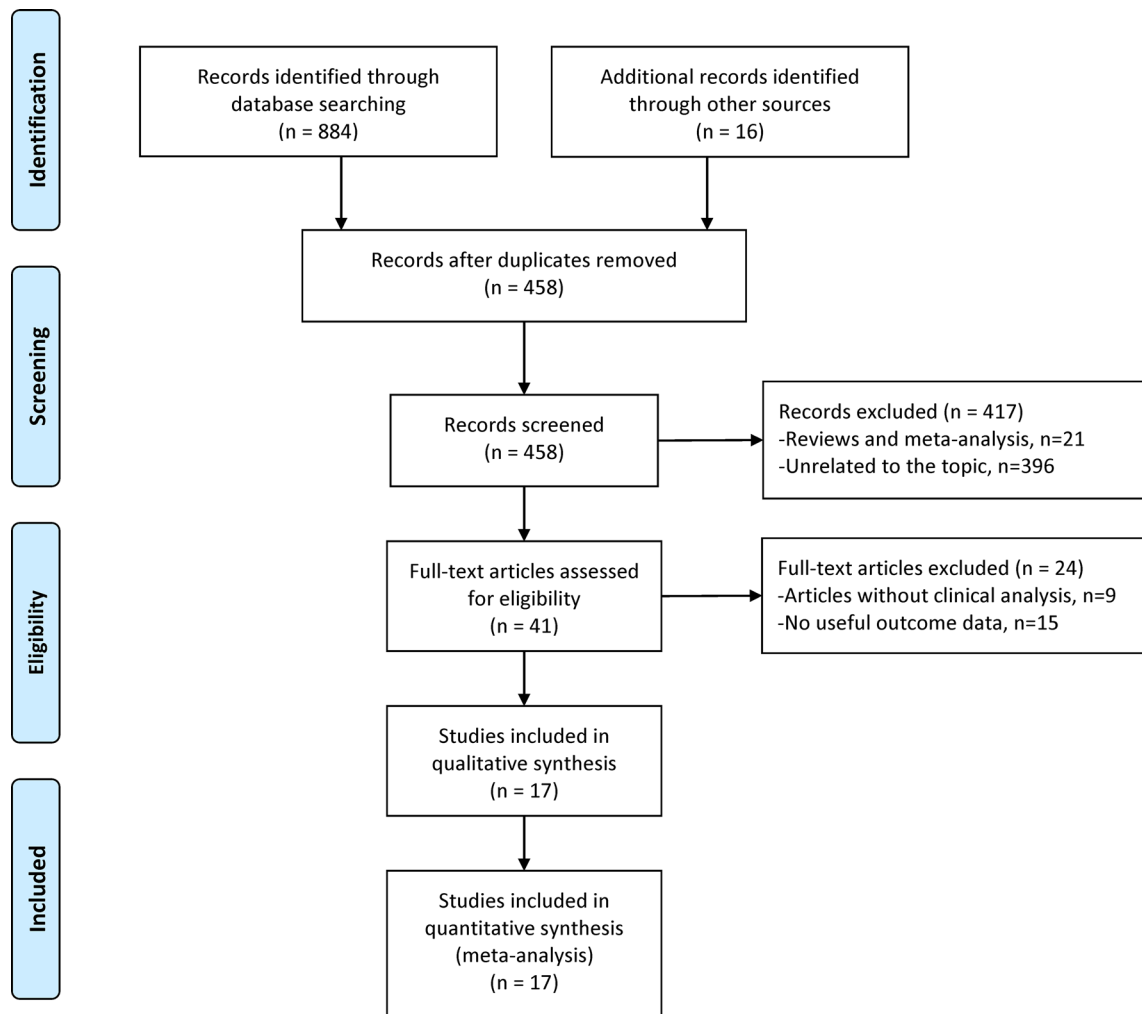 Identification
Records identified through
database searching
(n = 884)
Additional records identified
through other sources
(n = 16)
Records after duplicates removed
(n = 458)
Screening
Records screened
(n = 458)
Records excluded (n = 417)
-Reviews and meta-analysis, n=21
-Unrelated to the topic, n=396
Eligibility
Full-text articles assessed
for eligibility
(n = 41)
Full-text articles excluded (n = 24)
-Articles without clinical analysis, n=9
-No useful outcome data, n=15
Studies included in
qualitative synthesis
(n = 17)
Included
Studies included in
quantitative synthesis
(meta-analysis)
(n = 17)